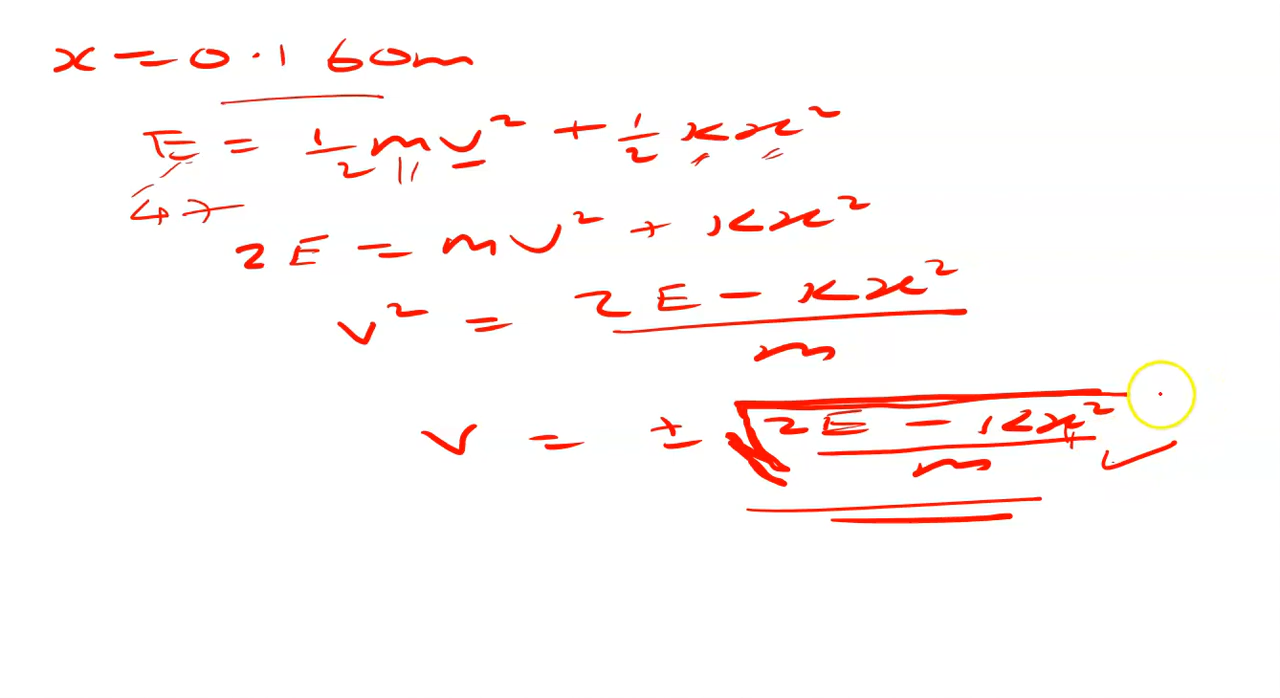 x = 0.160m
E = 1/2 mv² + 1/2 kx²
47
2E = mv² + kx²
v² = (2E - kx²)/m
v = ± √((2E - kx²)/m)